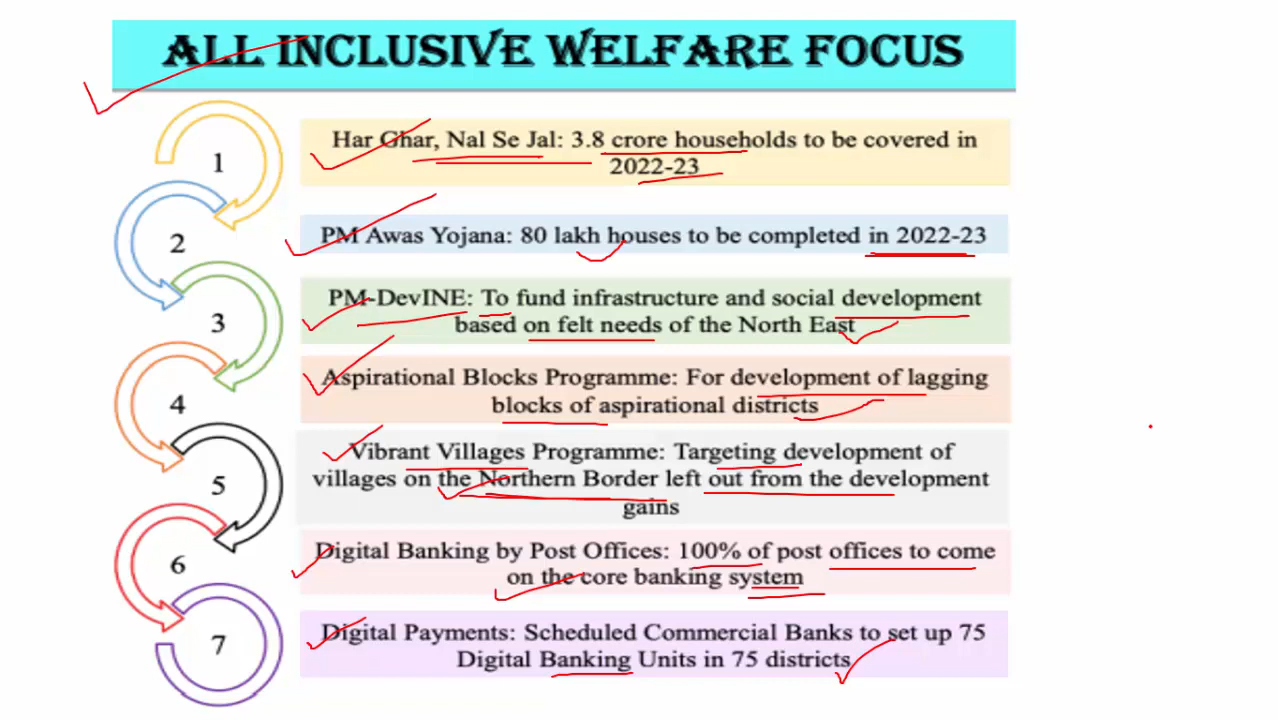 ALL INCLUSIVE WELFARE FOCUS
1
Har Ghar, Nal Se Jal: 3.8 crore households to be covered in
2022-23
2
PM Awas Yojana: 80 lakh houses to be completed in 2022-23
3
PM-DevINE: To fund infrastructure and social development
based on felt needs of the North East
4
Aspirational Blocks Programme: For development of lagging
blocks of aspirational districts
5
Vibrant Villages Programme: Targeting development of
villages on the Northern Border left out from the development
gains
6
Digital Banking by Post Offices: 100% of post offices to come
on the core banking system
7
Digital Payments: Scheduled Commercial Banks to set up 75
Digital Banking Units in 75 districts